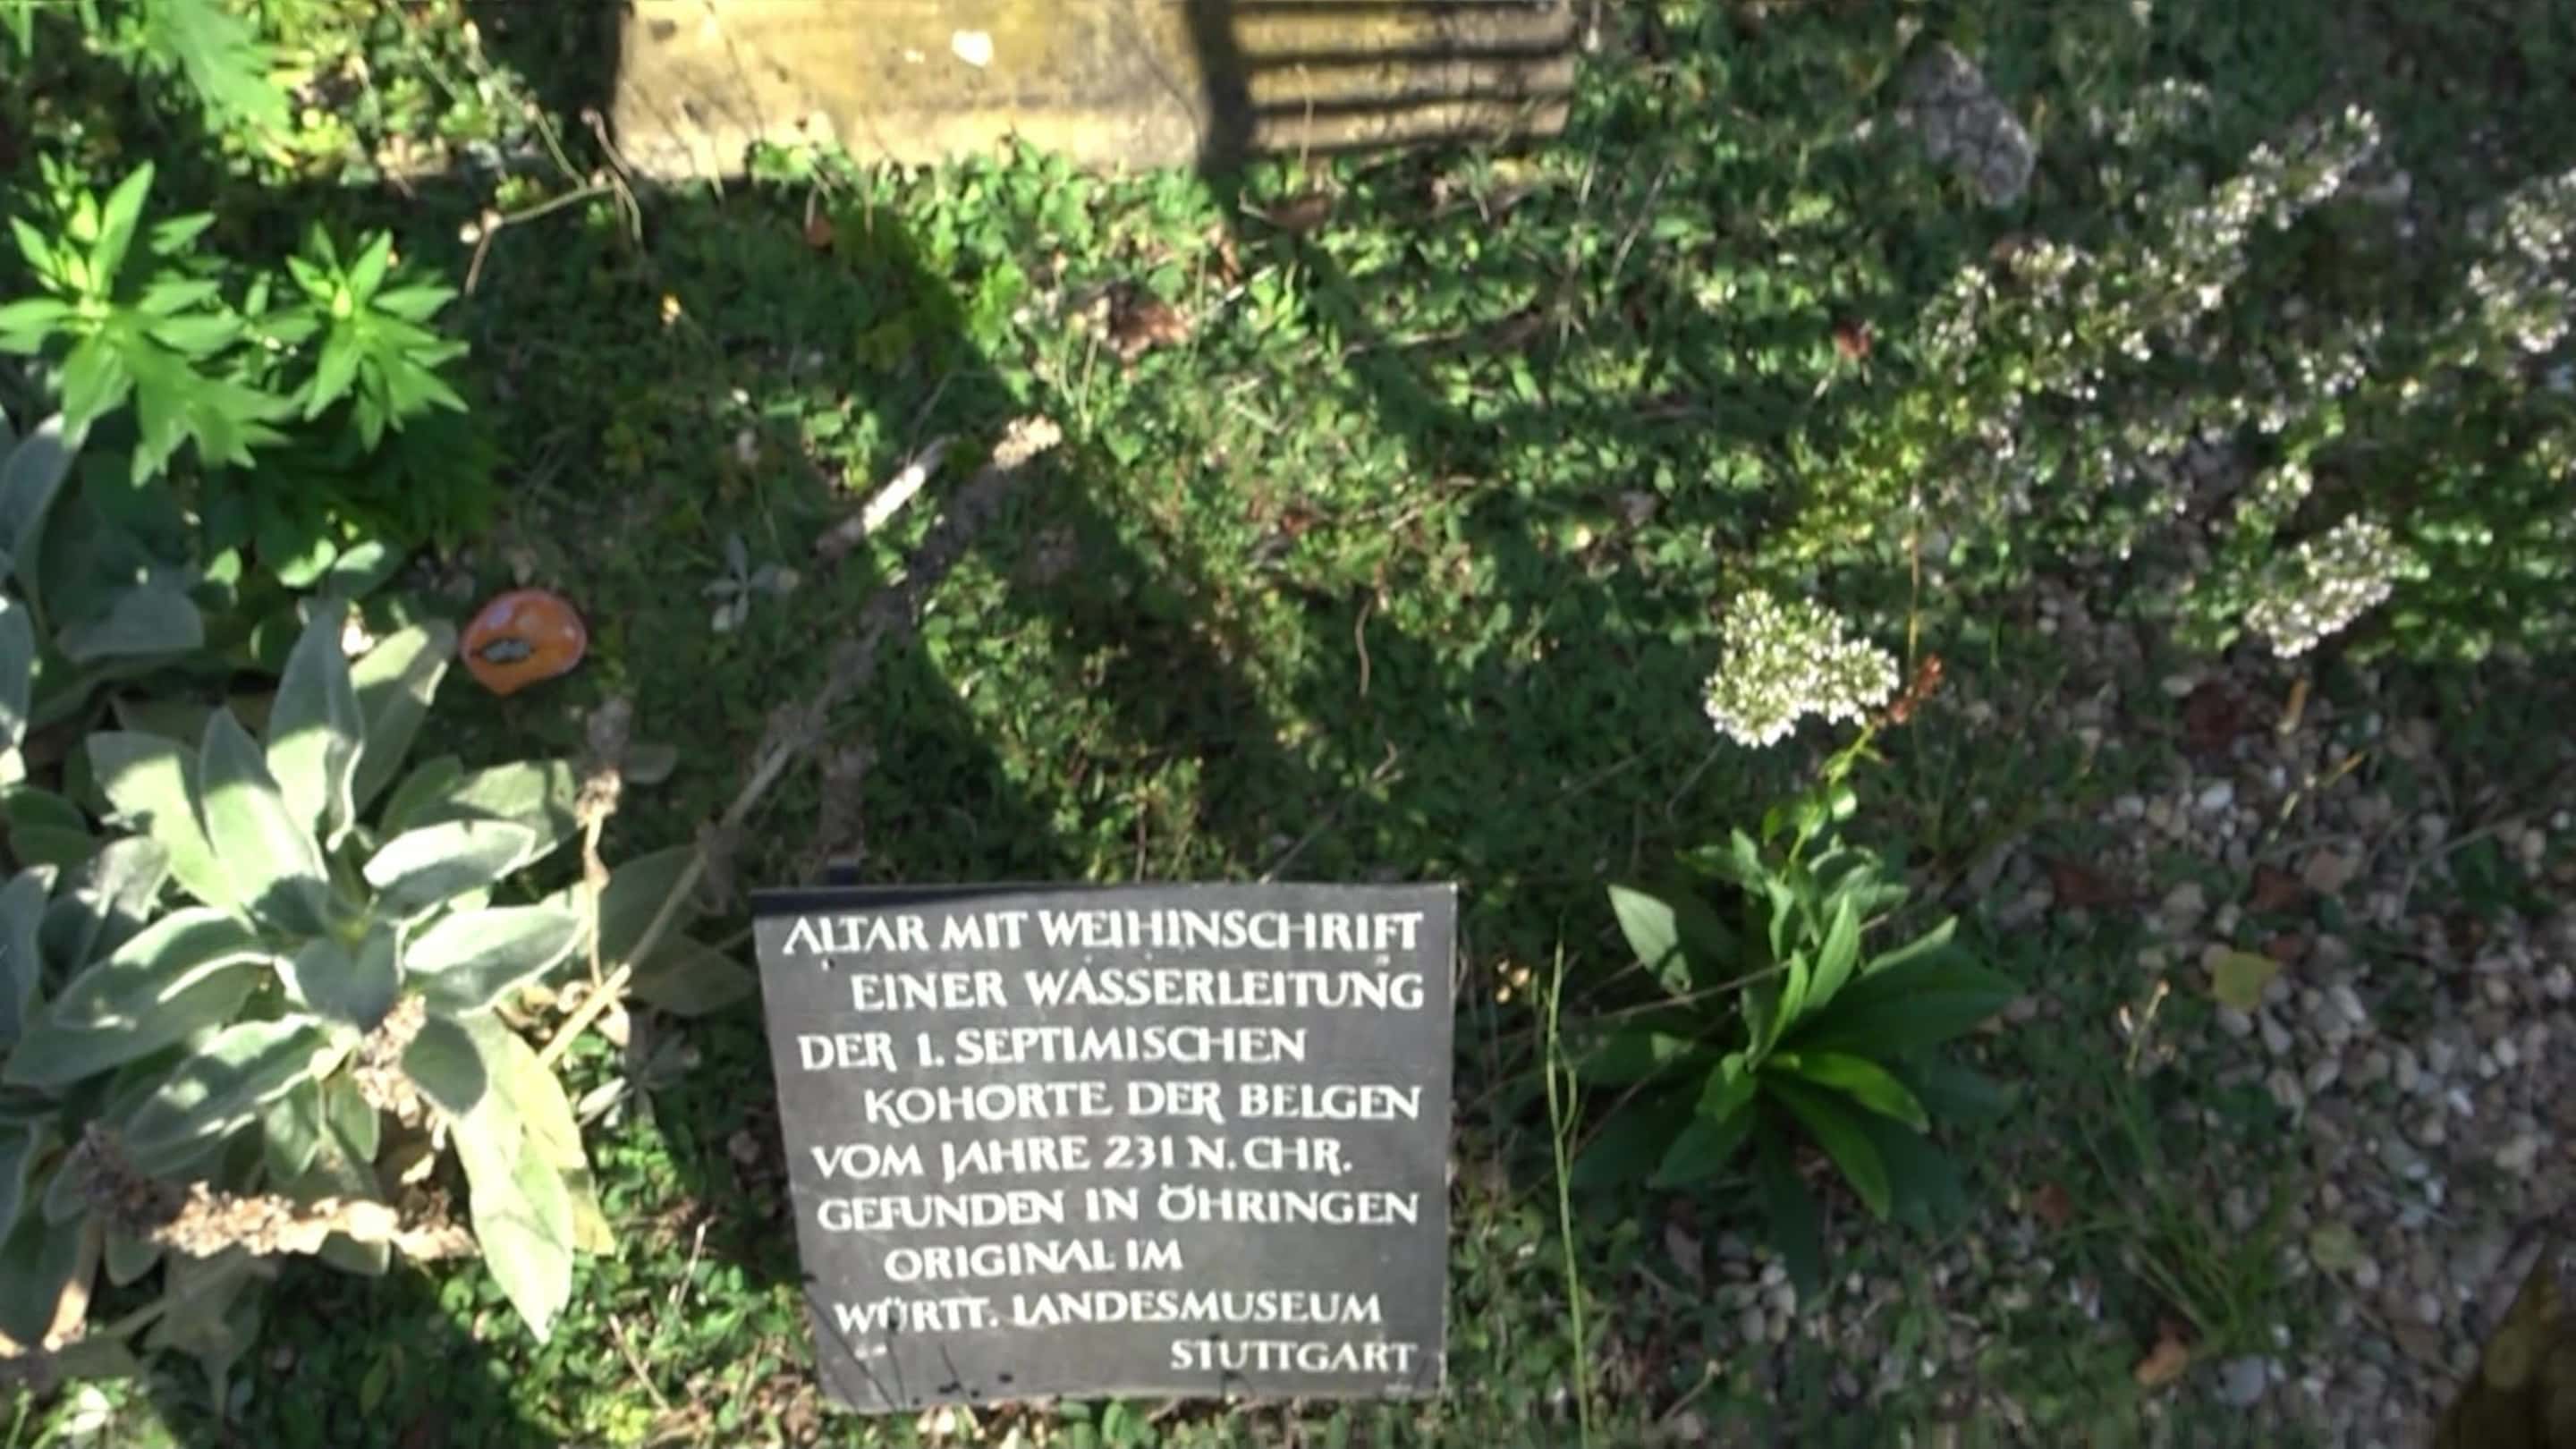 ALTAR MIT WEIHINSCHRIFT
EINER WASSERLEITUNG
DER 1. SEPTIMISCHEN
KOHORTE DER BELGEN
VOM JAHRE 231 N. CHR.
GEFUNDEN IN ÖHRINGEN
ORIGINAL IM
WÜRTT. LANDESMUSEUM
STUTTGART